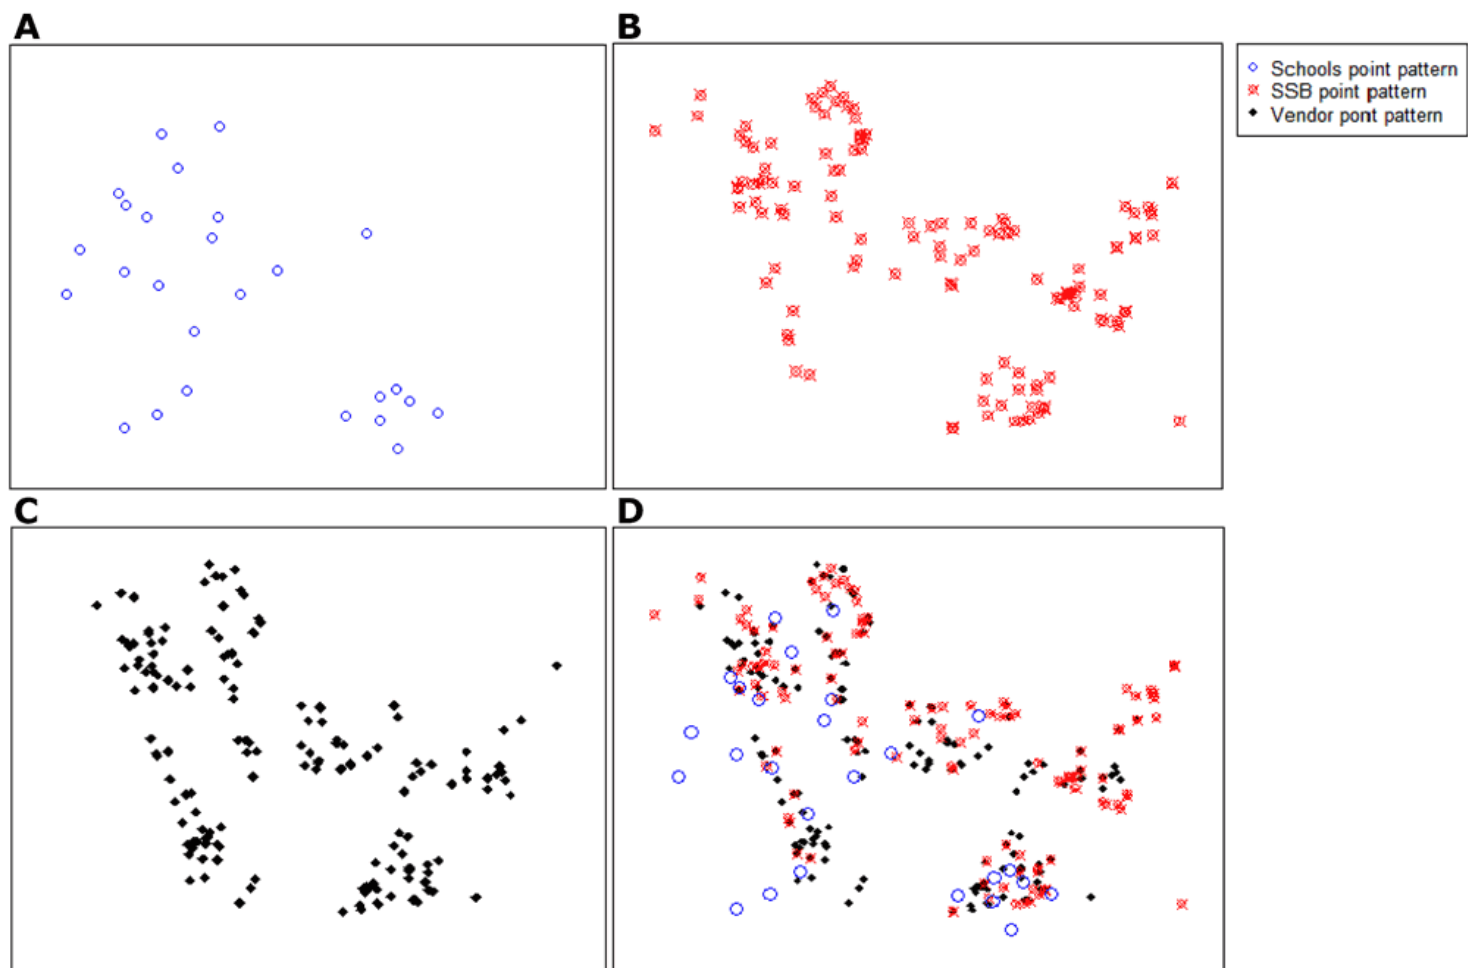 A
B
Schools point pattern
SSB point pattern
Vendor pont pattern
C
D